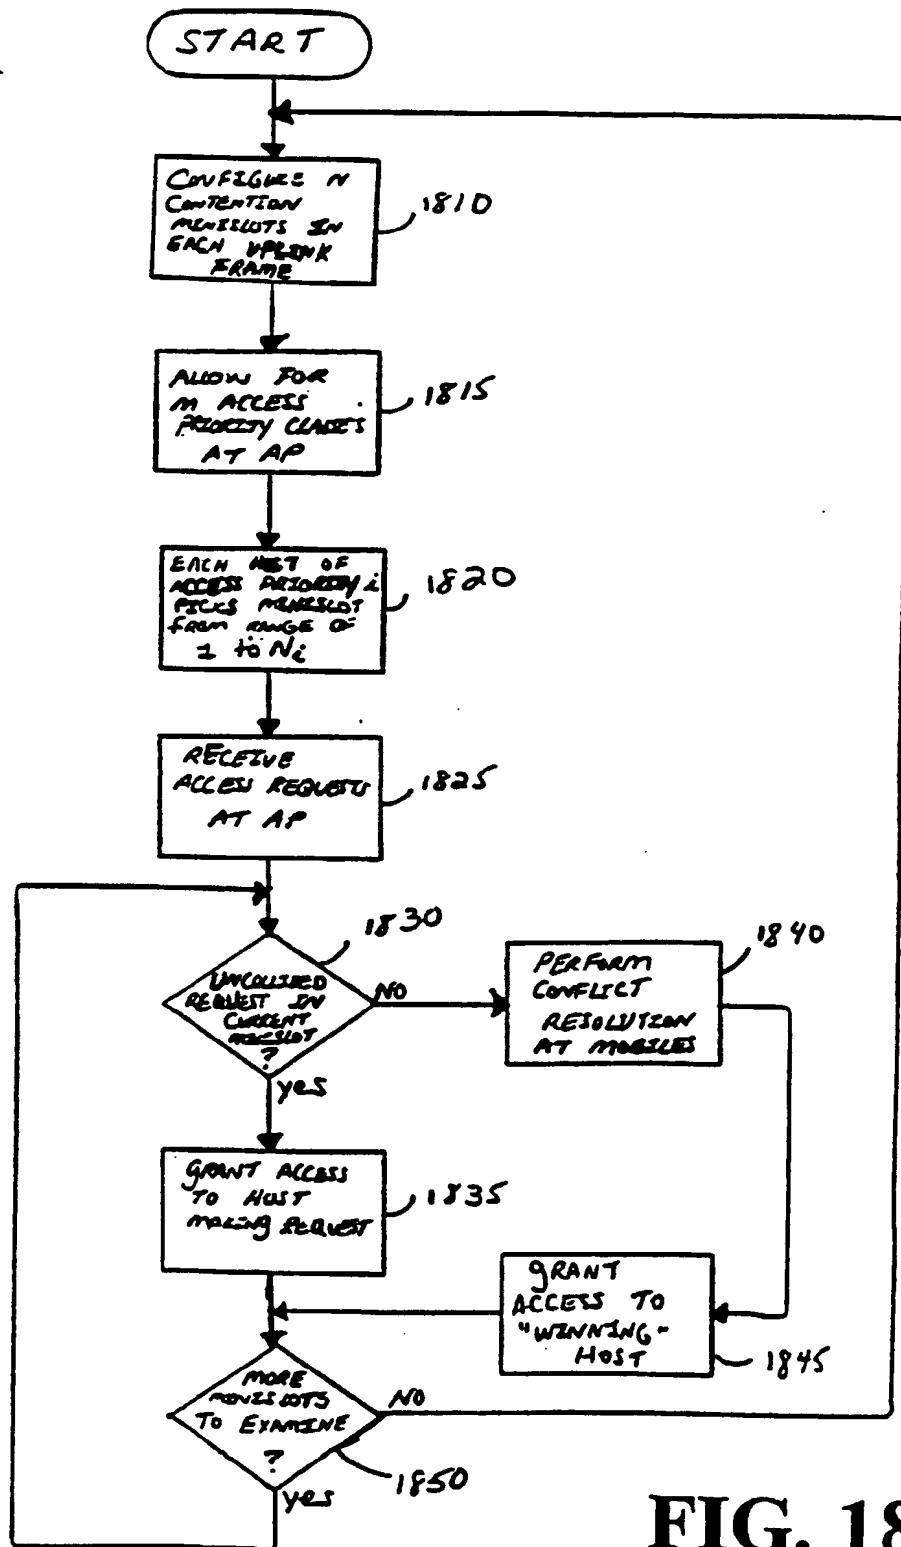 START
CONFIGURE N
CONTENTION
MINISLOTS IN
EACH UPLINK
FRAME
1810
ALLOW FOR
M ACCESS
PRIORITY CLASSES
AT AP
1815
EACH HOST OF
ACCESS PRIORITY i
PICKS MINISLOT
FROM RANGE OF
1 to Ni
1820
RECEIVE
ACCESS REQUESTS
AT AP
1825
UNCOLLIDED
REQUEST IN
CURRENT
MINISLOT
?
1830
NO
yes
PERFORM
CONFLICT
RESOLUTION
AT MOBILES
1840
GRANT ACCESS
TO HOST
MAKING REQUEST
1835
GRANT
ACCESS TO
"WINNING"
HOST
1845
MORE
MINISLOTS
TO EXAMINE
?
NO
1850
yes
FIG. 18